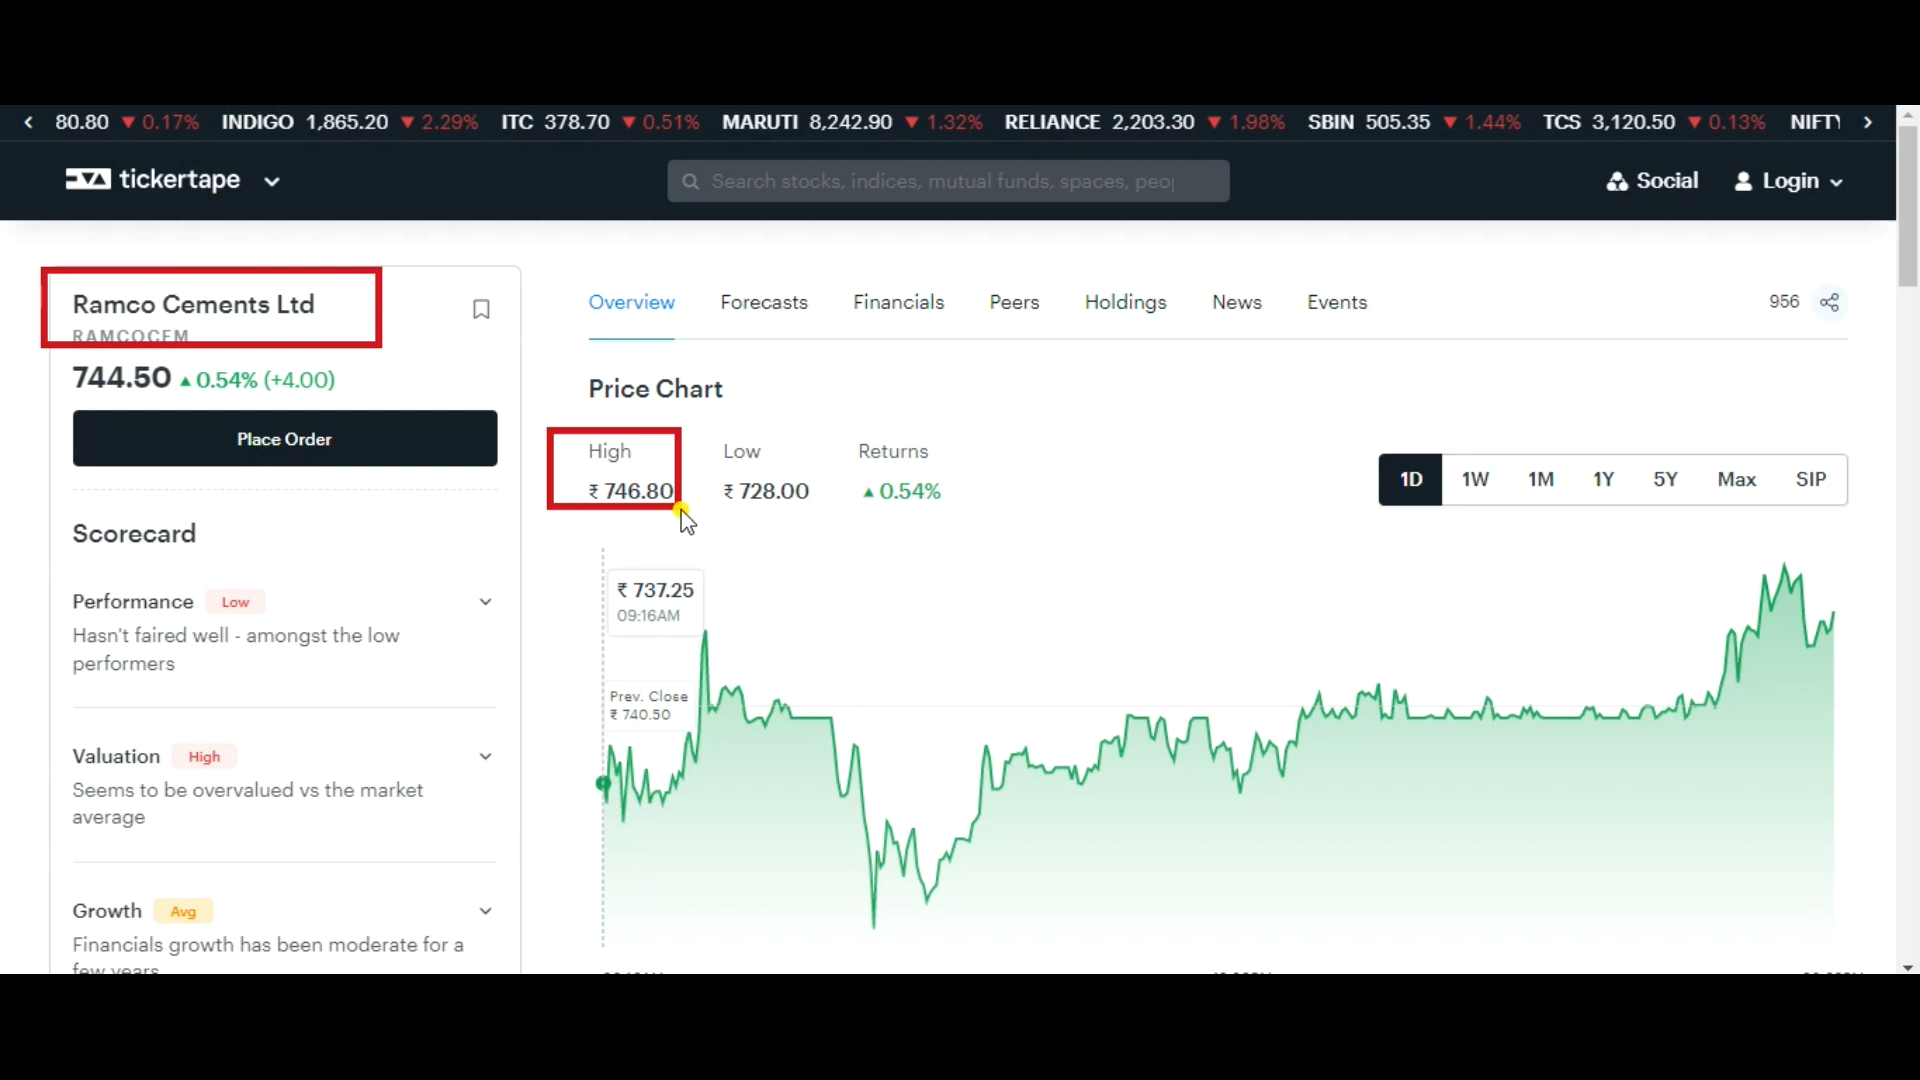 80.80 ▼ 0.17% INDIGO 1,865.20 ▼ 2.29% ITC 378.70 ▼ 0.51% MARUTI 8,242.90 ▼ 1.32% RELIANCE 2,203.30 ▼ 1.98% SBIN 505.35 ▼ 1.44% TCS 3,120.50 ▼ 0.13% NIFTY
tickertape
Search stocks, indices, mutual funds, spaces, peo
Social
Login
Ramco Cements Ltd
RAMCOCEM
744.50 ▲ 0.54% (+4.00)
Place Order
Scorecard
Performance Low
Hasn't faired well - amongst the low
performers
Valuation High
Seems to be overvalued vs the market
average
Growth Avg
Financials growth has been moderate for a
few years
Overview Forecasts Financials Peers Holdings News Events
956
Price Chart
High Low Returns
₹ 746.80 ₹ 728.00 ▲ 0.54%
1D 1W 1M 1Y 5Y Max SIP
₹ 737.25
09:16AM
Prev. Close
₹ 740.50